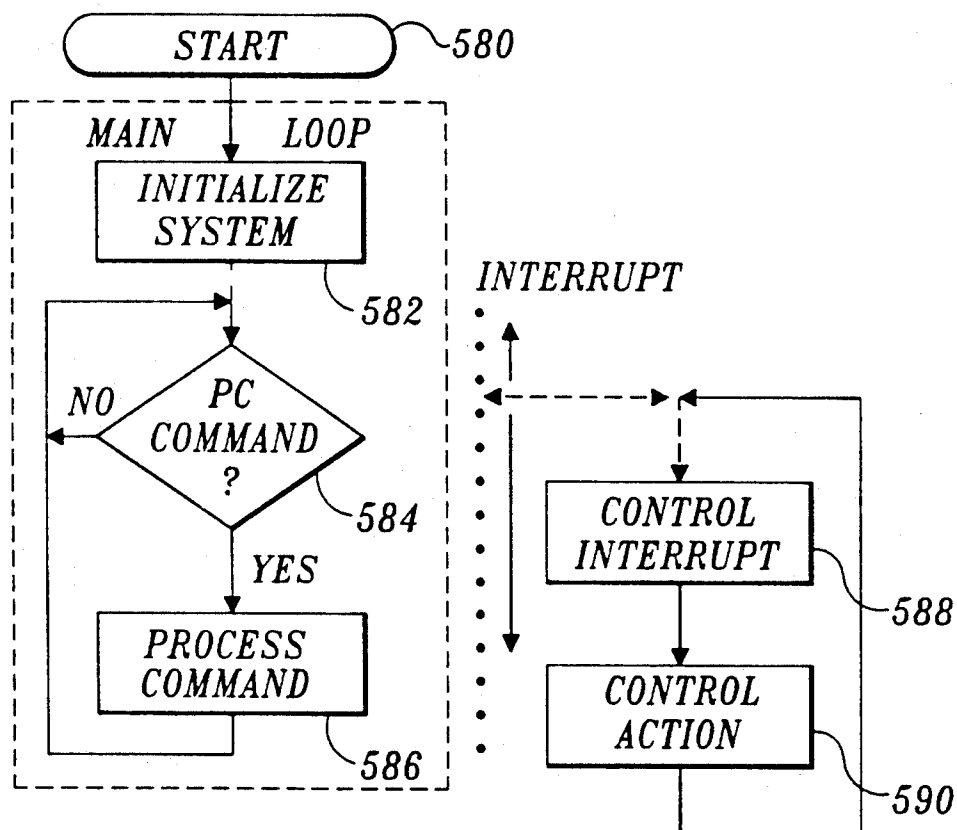 START
580
MAIN LOOP
INITIALIZE
SYSTEM
582
INTERRUPT
NO
PC
COMMAND
?
584
YES
PROCESS
COMMAND
586
CONTROL
INTERRUPT
588
CONTROL
ACTION
590